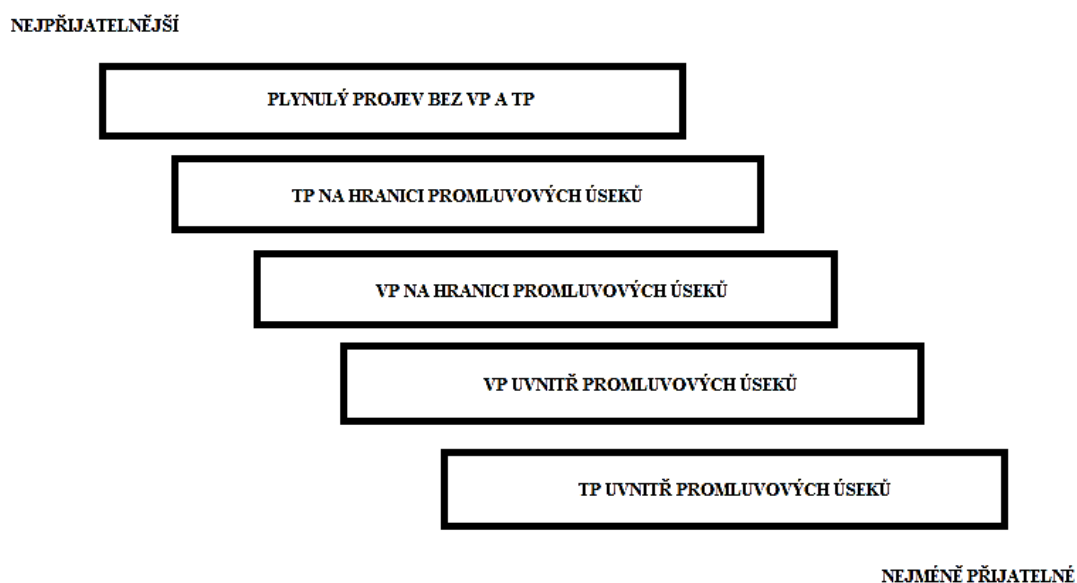 NEJPŘIJATELNĚJŠÍ
PLYNULÝ PROJEV BEZ VP A TP
TP NA HRANICI PROMLUVOVÝCH ÚSEKŮ
VP NA HRANICI PROMLUVOVÝCH ÚSEKŮ
VP UVNITŘ PROMLUVOVÝCH ÚSEKŮ
TP UVNITŘ PROMLUVOVÝCH ÚSEKŮ
NEJMÉNĚ PŘIJATELNÉ